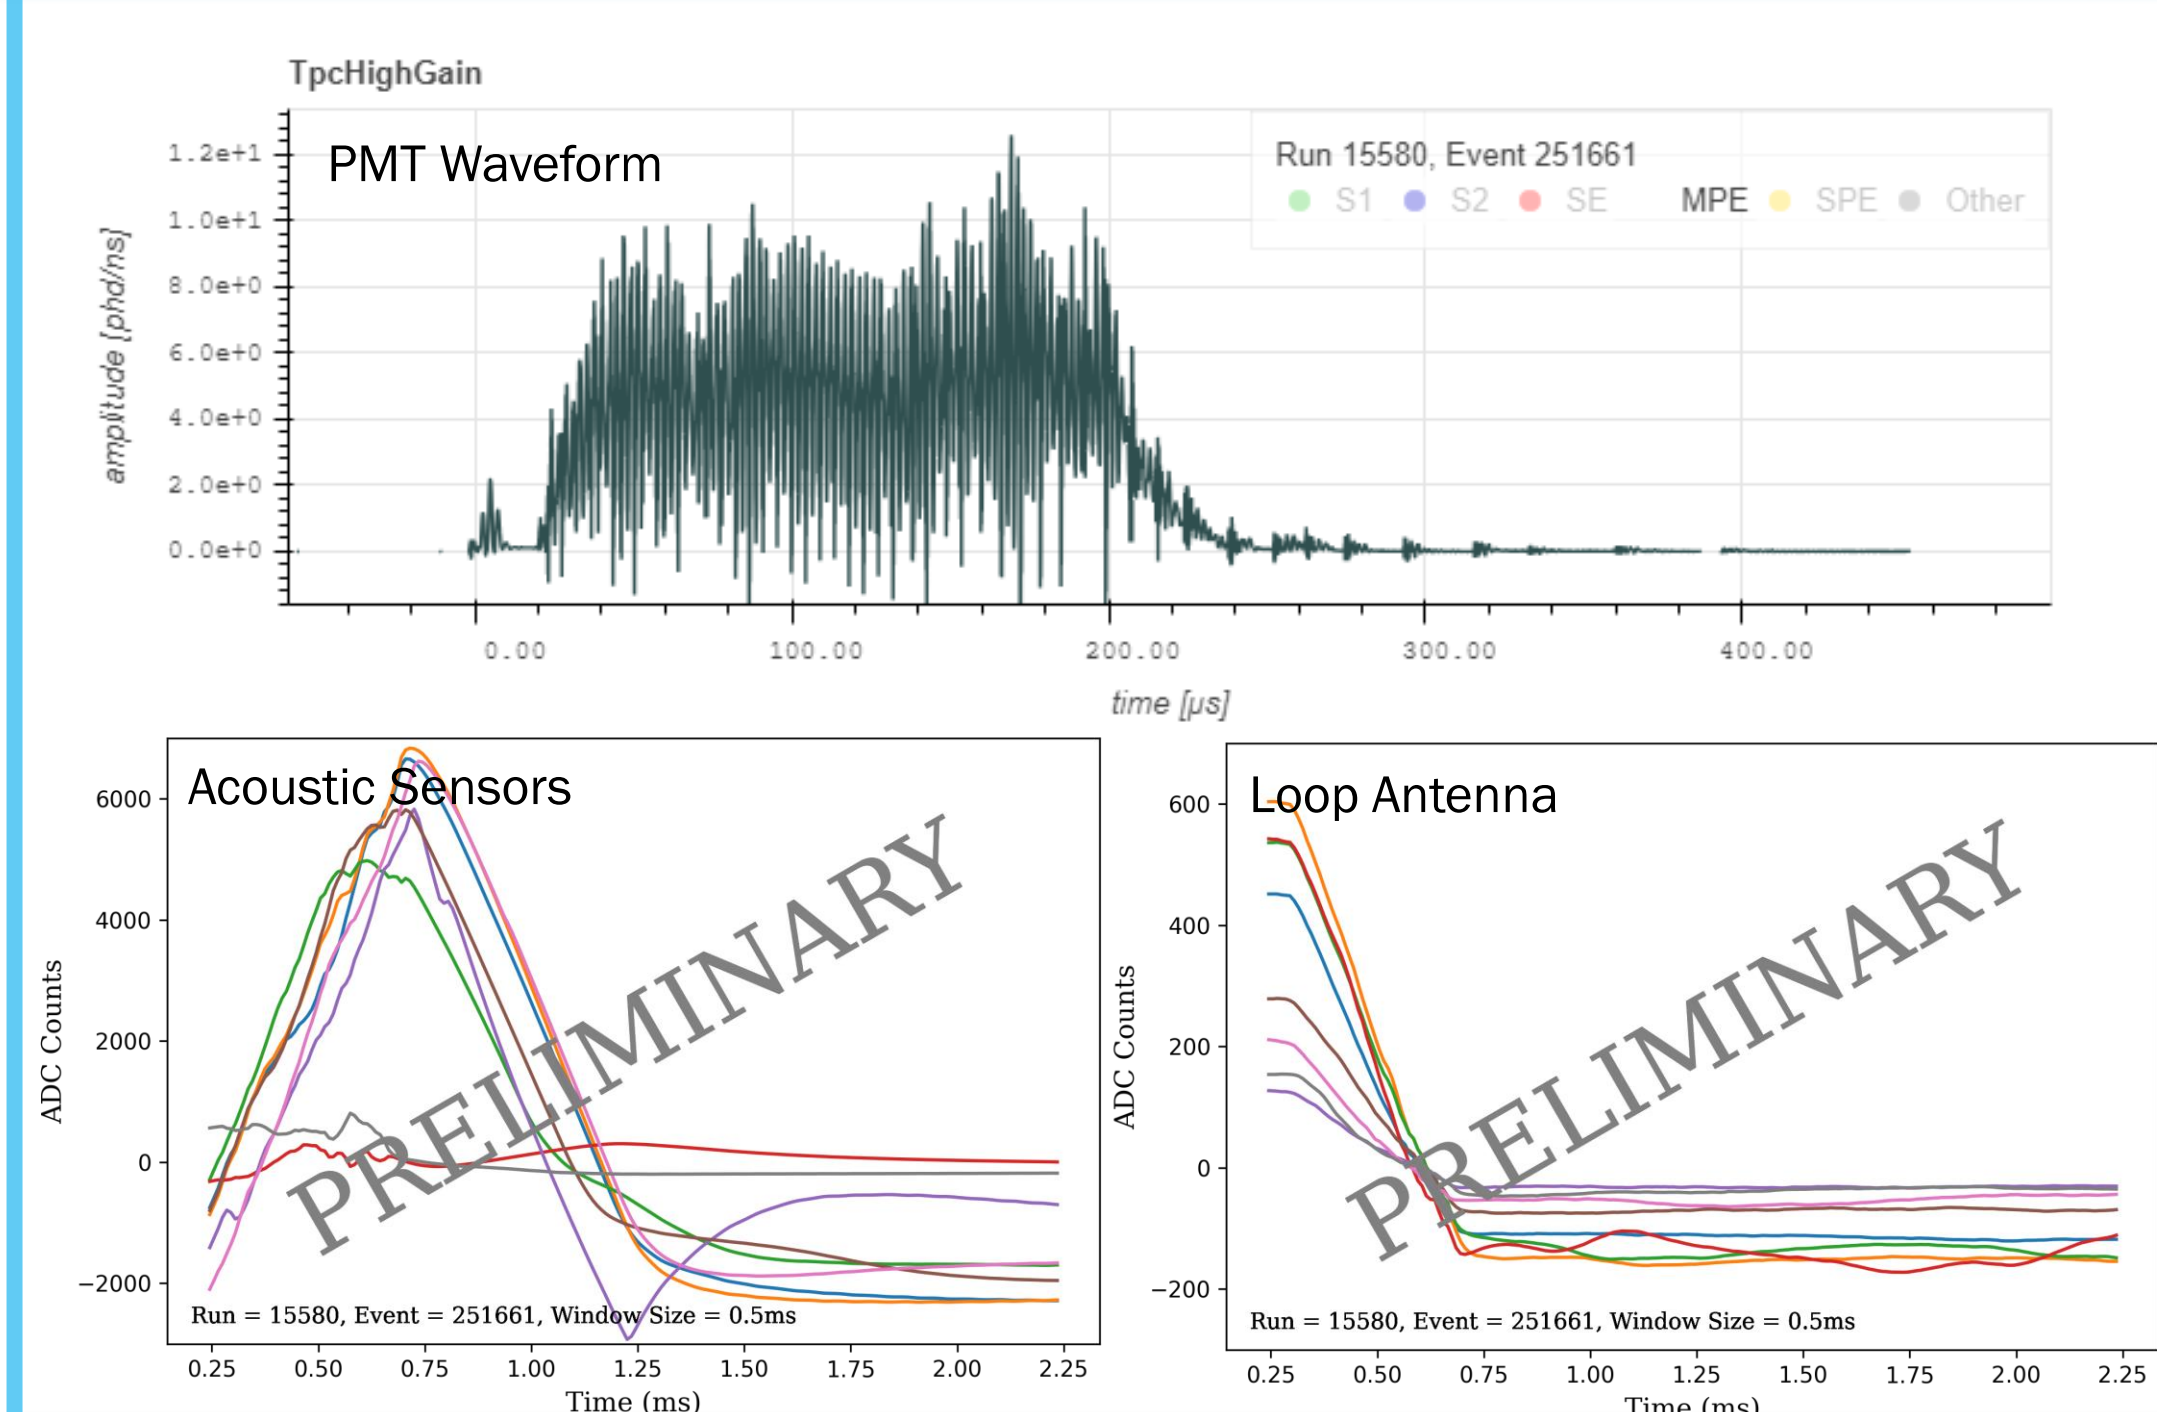 TpcHighGain
PMT Waveform
Run 15580, Event 251661
S1 S2 SE MPE SPE Other
1.2e+1
1.0e+1
8.0e+0
6.0e+0
4.0e+0
2.0e+0
0.0e+0
amplitude [phd/ns]
0.00 100.00 200.00 300.00 400.00
time [µs]
Acoustic Sensors
6000
4000
2000
0
−2000
ADC Counts
PRELIMINARY
Run = 15580, Event = 251661, Window Size = 0.5ms
0.25 0.50 0.75 1.00 1.25 1.50 1.75 2.00 2.25
Time (ms)
Loop Antenna
600
400
200
0
−200
ADC Counts
PRELIMINARY
Run = 15580, Event = 251661, Window Size = 0.5ms
0.25 0.50 0.75 1.00 1.25 1.50 1.75 2.00 2.25
Time (ms)